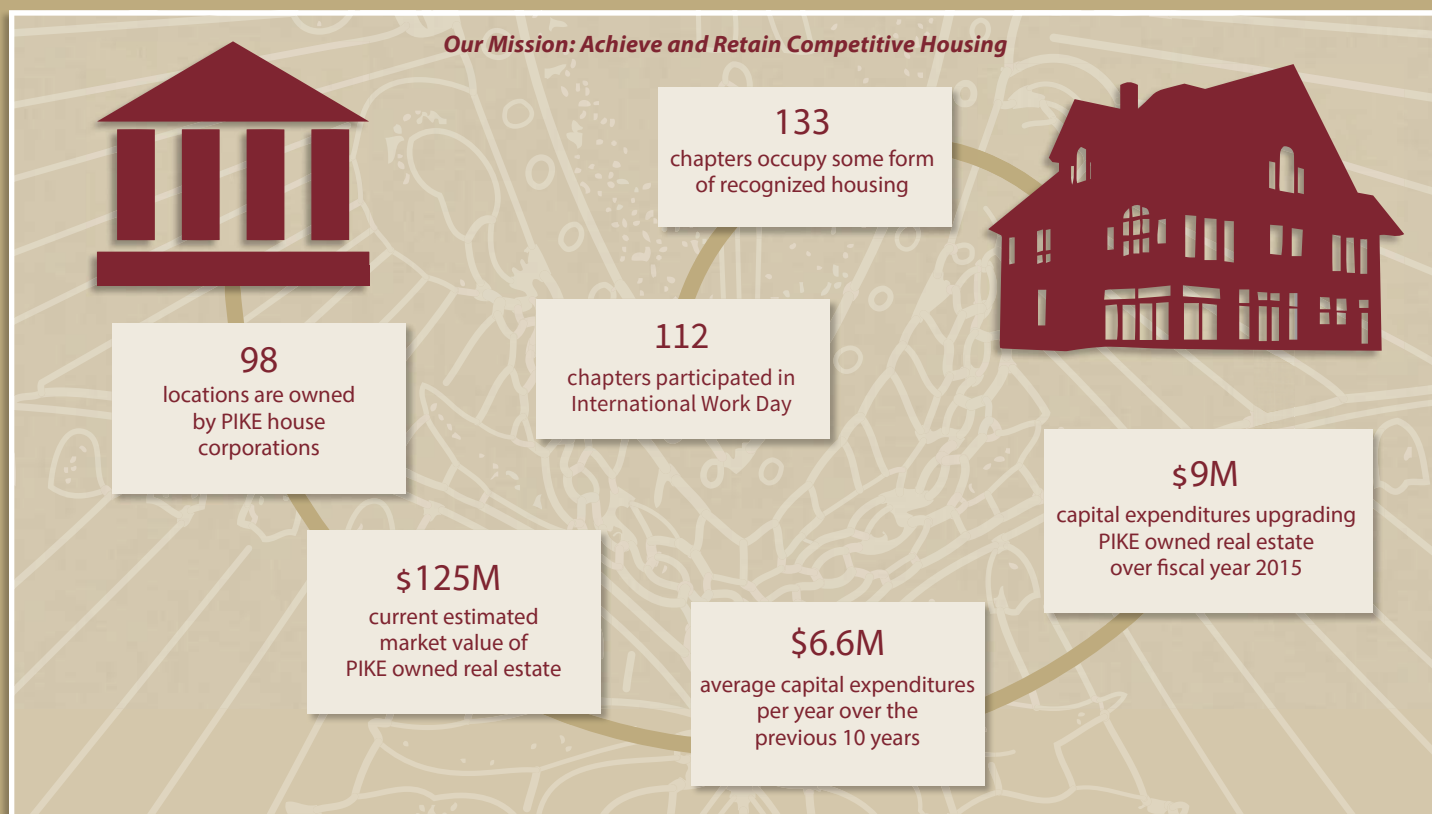 Our Mission: Achieve and Retain Competitive Housing
133
chapters occupy some form
of recognized housing
112
chapters participated in
International Work Day
98
locations are owned
by PIKE house
corporations
$125M
current estimated
market value of
PIKE owned real estate
$6.6M
average capital expenditures
per year over the
previous 10 years
$9M
capital expenditures upgrading
PIKE owned real estate
over fiscal year 2015